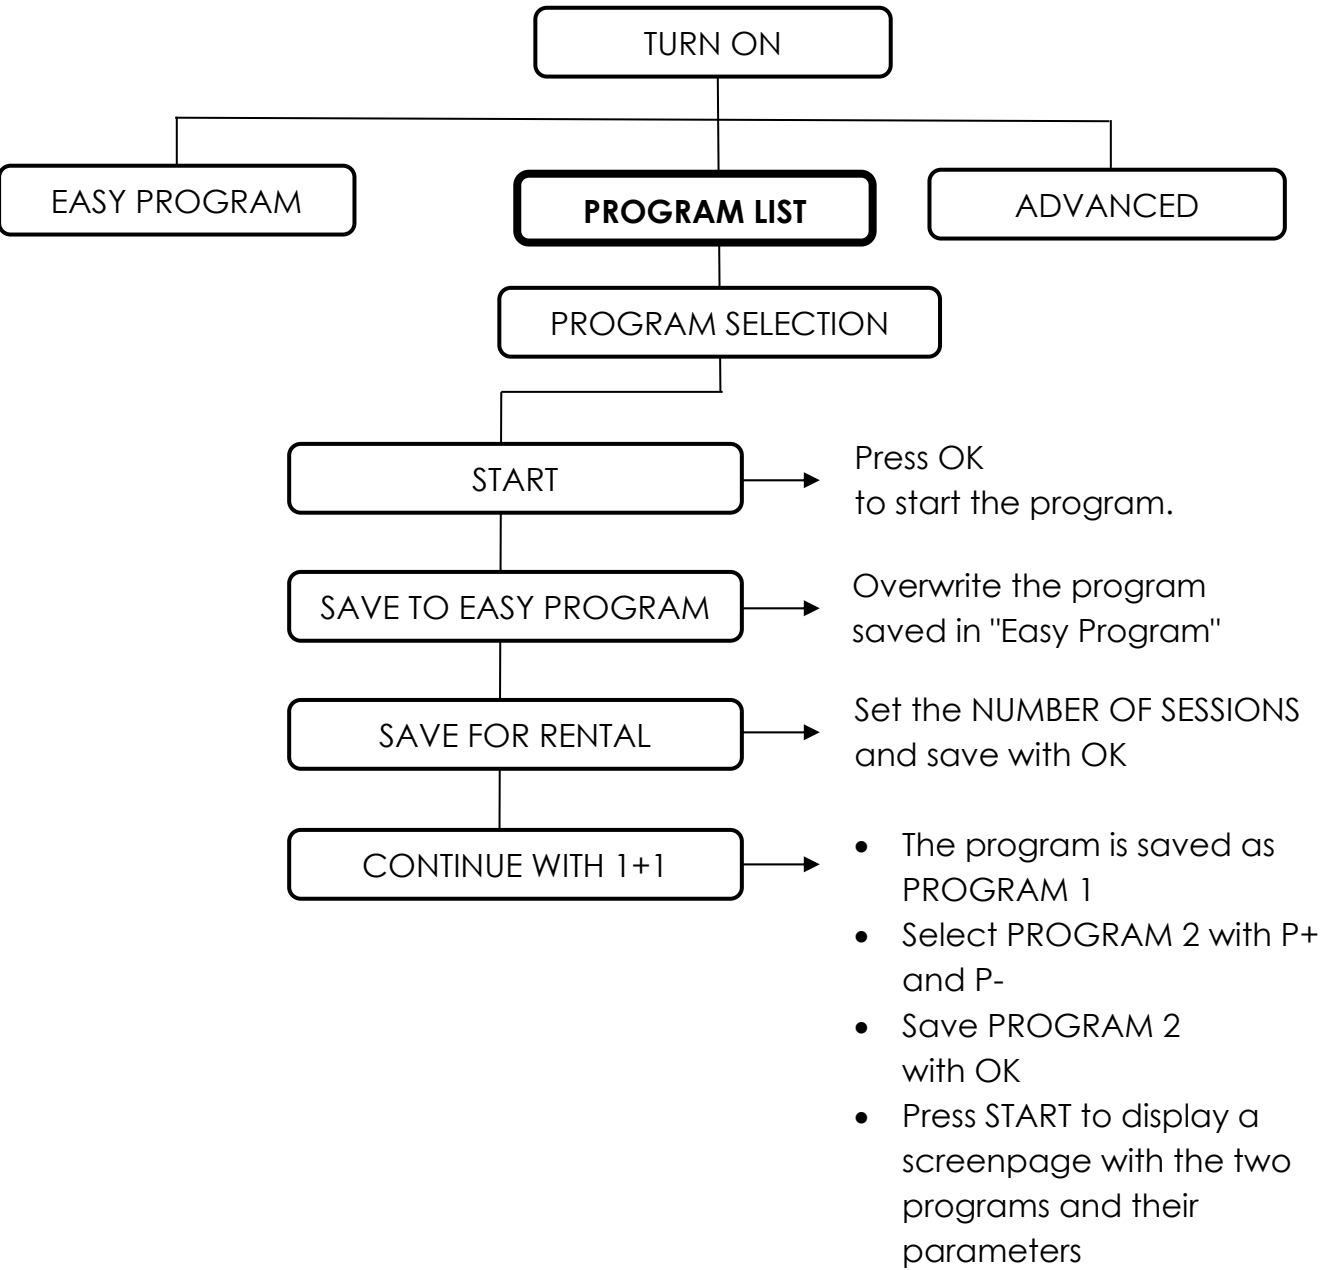 TURN ON
EASY PROGRAM
PROGRAM LIST
ADVANCED
PROGRAM SELECTION
START
Press OK
to start the program.
SAVE TO EASY PROGRAM
Overwrite the program
saved in "Easy Program"
SAVE FOR RENTAL
Set the NUMBER OF SESSIONS
and save with OK
CONTINUE WITH 1+1
• The program is saved as
PROGRAM 1
• Select PROGRAM 2 with P+
and P-
• Save PROGRAM 2
with OK
• Press START to display a
screenpage with the two
programs and their
parameters